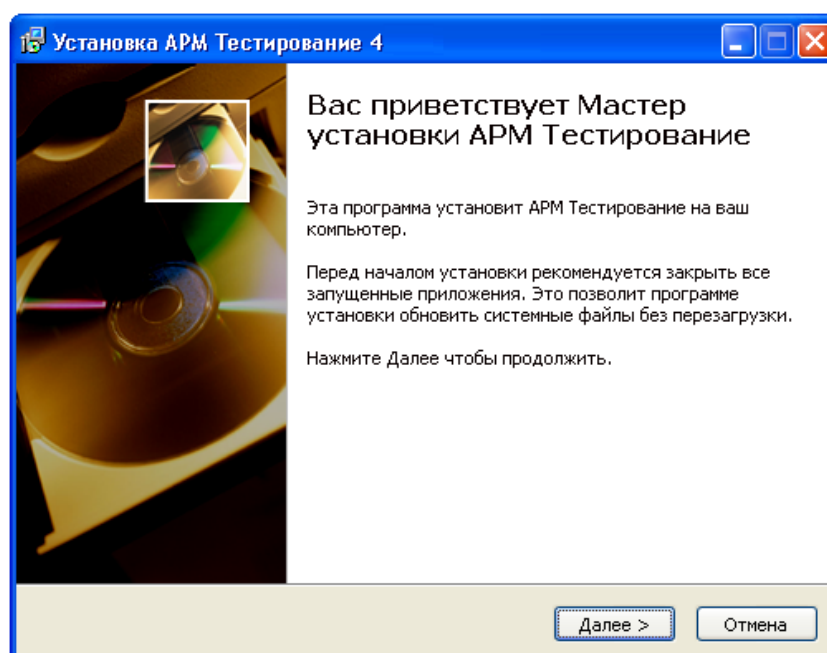 Установка АРМ Тестирование 4
Вас приветствует Мастер
установки АРМ Тестирование
Эта программа установит АРМ Тестирование на ваш
компьютер.
Перед началом установки рекомендуется закрыть все
запущенные приложения. Это позволит программе
установки обновить системные файлы без перезагрузки.
Нажмите Далее чтобы продолжить.
Далее >
Отмена